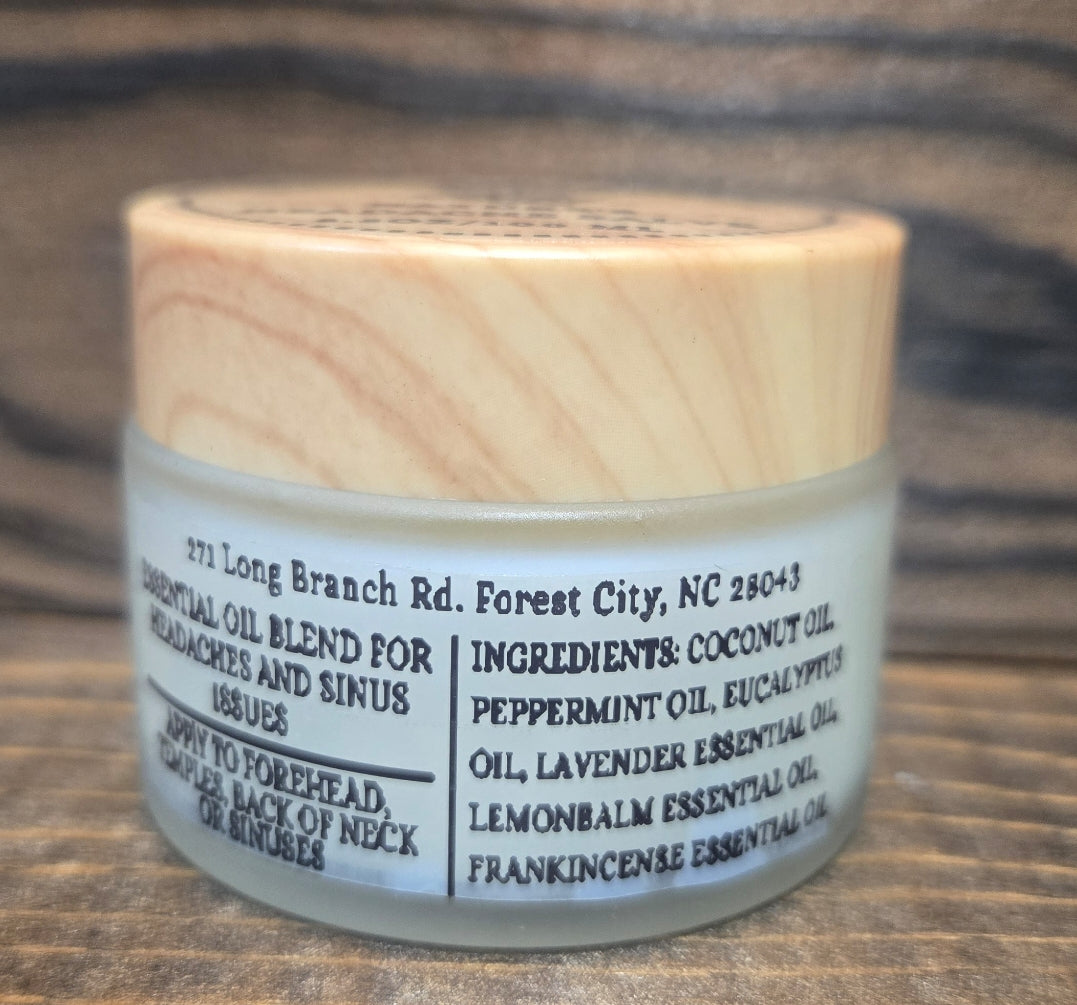 271 Long Branch Rd. Forest City, NC 28043
ESSENTIAL OIL BLEND FOR
HEADACHES AND SINUS
ISSUES
APPLY TO FOREHEAD,
TEMPLES, BACK OF NECK
OR SINUSES
INGREDIENTS: COCONUT OIL,
PEPPERMINT OIL, EUCALYPTUS
OIL, LAVENDER ESSENTIAL OIL,
LEMONBALM ESSENTIAL OIL,
FRANKINCENSE ESSENTIAL OIL